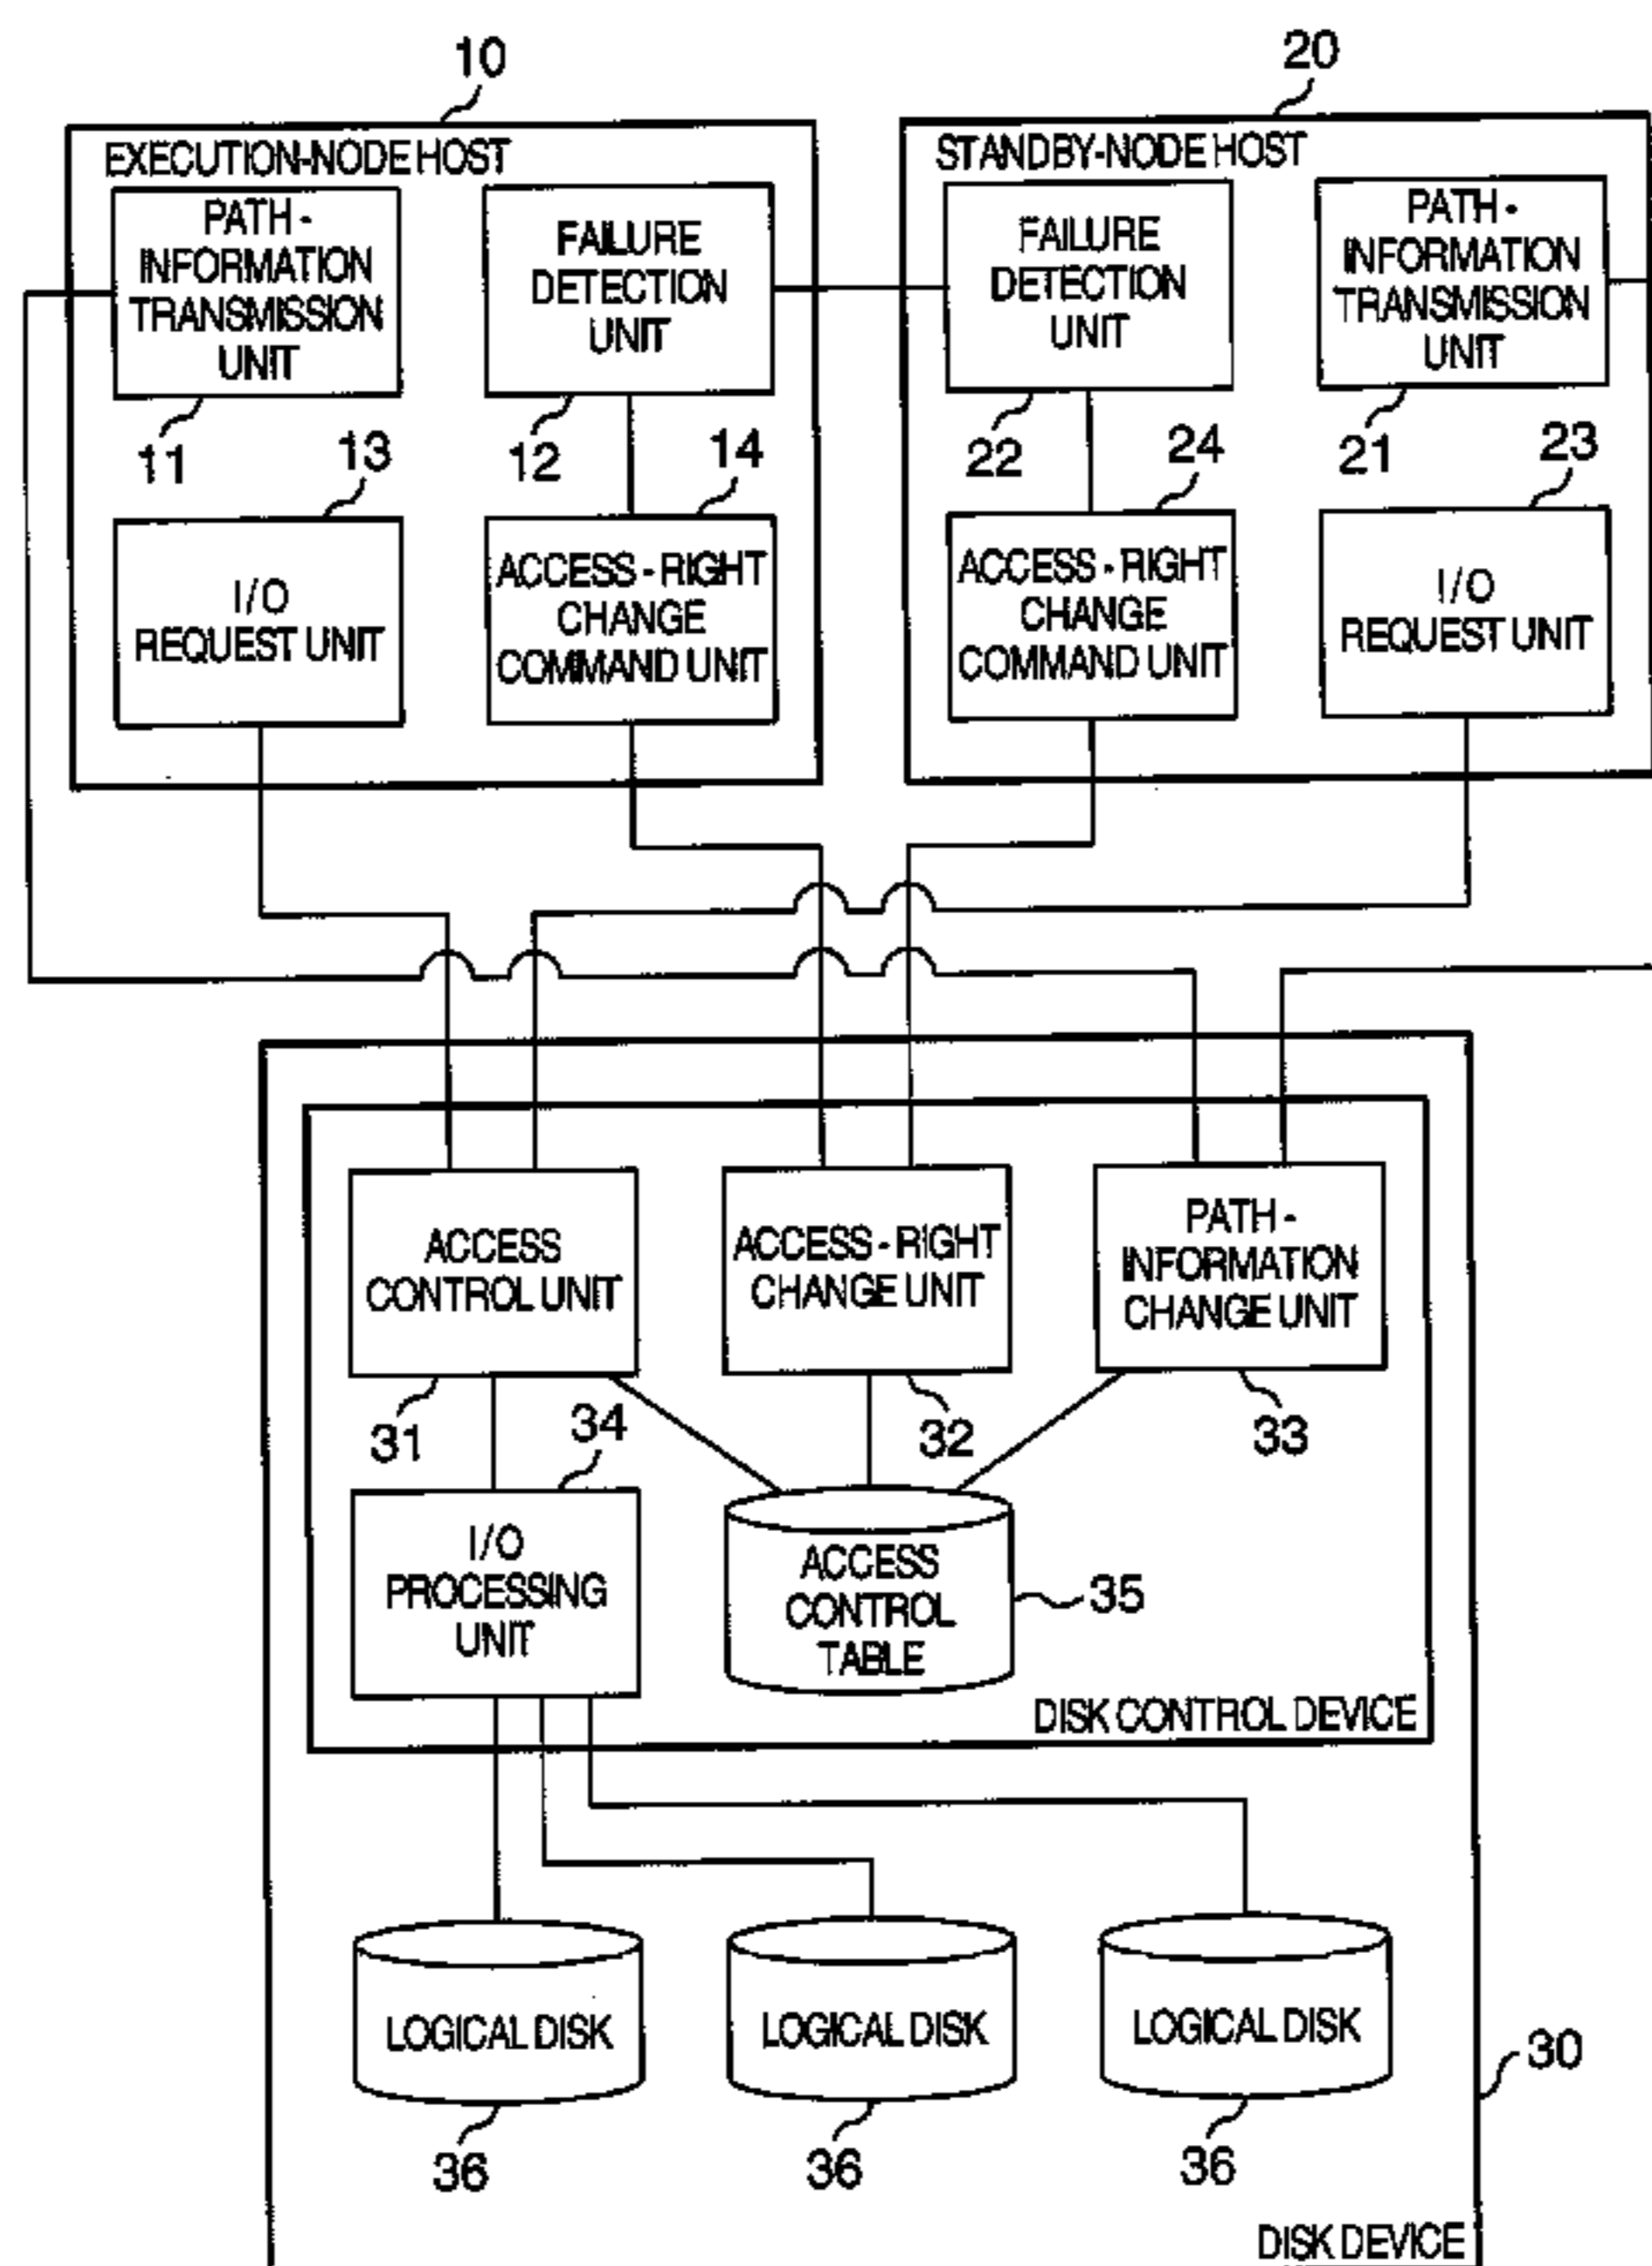 10
20
EXECUTION-NODE HOST
STANDBY-NODE HOST
PATH -
INFORMATION
TRANSMISSION
UNIT
FAILURE
DETECTION
UNIT
FAILURE
DETECTION
UNIT
PATH -
INFORMATION
TRANSMISSION
UNIT
11
13
12
14
22
24
21
23
I/O
REQUEST UNIT
ACCESS - RIGHT
CHANGE
COMMAND UNIT
ACCESS - RIGHT
CHANGE
COMMAND UNIT
I/O
REQUEST UNIT
ACCESS
CONTROL UNIT
ACCESS - RIGHT
CHANGE UNIT
PATH -
INFORMATION
CHANGE UNIT
31
34
32
33
I/O
PROCESSING
UNIT
ACCESS
CONTROL
TABLE
35
DISK CONTROL DEVICE
LOGICAL DISK
LOGICAL DISK
LOGICAL DISK
30
36
36
36
DISK DEVICE